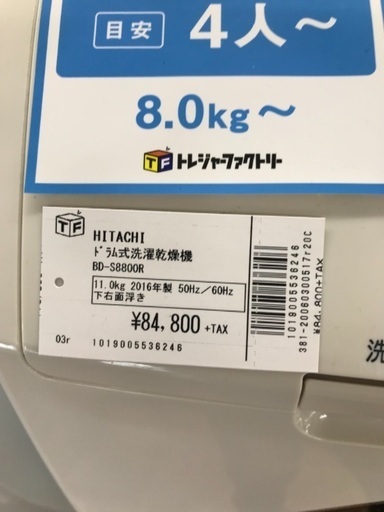 目安 4人～
8.0kg～
TF トレジャーファクトリー
TF
HITACHI
ﾄﾞﾗﾑ式洗濯乾燥機
BD-S8800R
11.0kg 2016年製 50Hz／60Hz
下右面浮き
¥84,800 +TAX
03r
1019005536246
1019005536246
381-20060300517-20C
¥84,800+TAX
洗